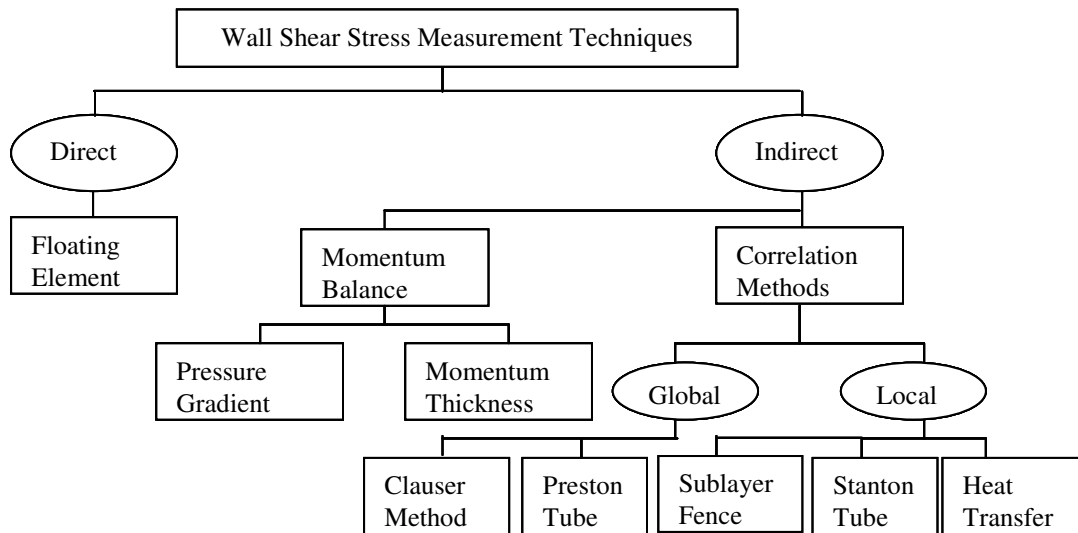 Wall Shear Stress Measurement Techniques
Direct
Indirect
Floating
Element
Momentum
Balance
Correlation
Methods
Pressure
Gradient
Momentum
Thickness
Global
Local
Clauser
Method
Preston
Tube
Sublayer
Fence
Stanton
Tube
Heat
Transfer